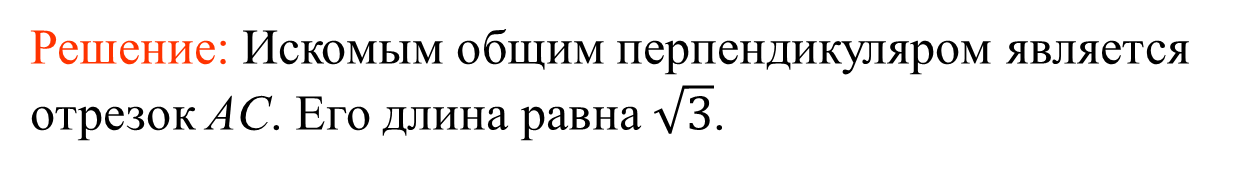 Решение: Искомым общим перпендикуляром является
отрезок AC. Его длина равна √3.